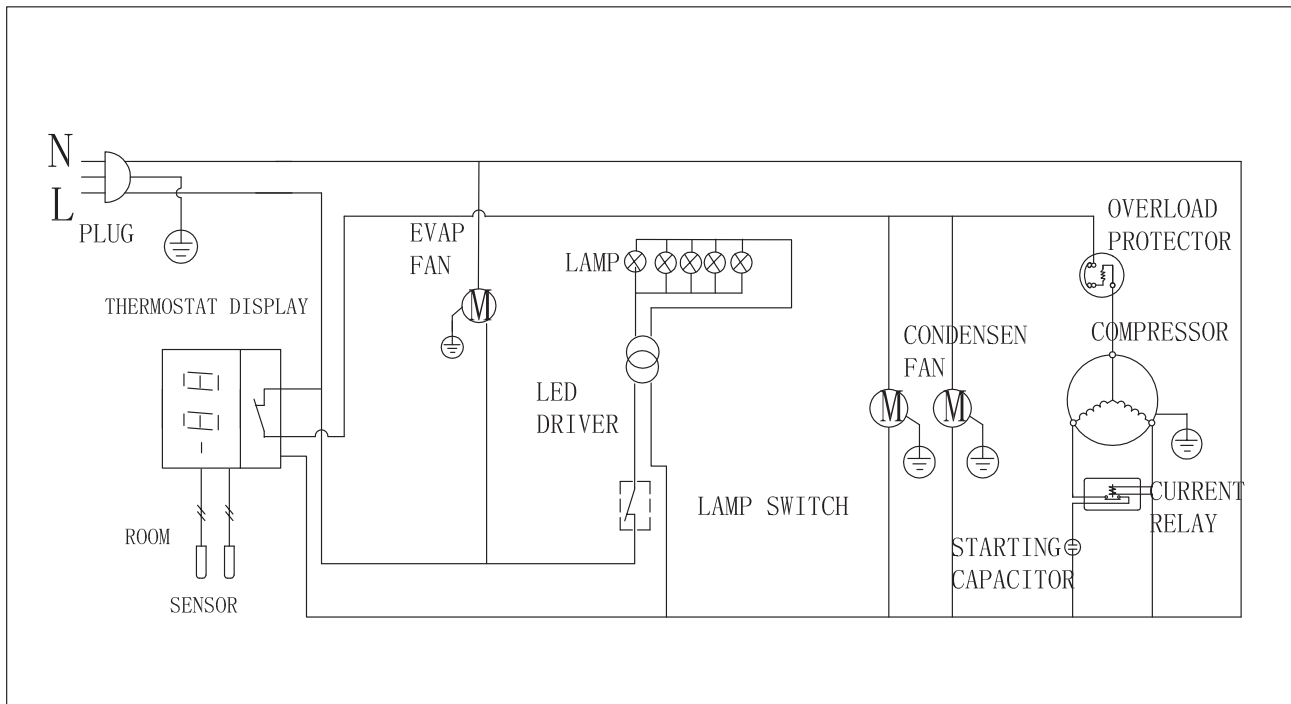 N
L
PLUG
EVAP
FAN
M
THERMOSTAT DISPLAY
ROOM
SENSOR
LAMP
LED
DRIVER
LAMP SWITCH
CONDENSEN
FAN
M
M
OVERLOAD
PROTECTOR
COMPRESSOR
CURRENT
RELAY
STARTING
CAPACITOR